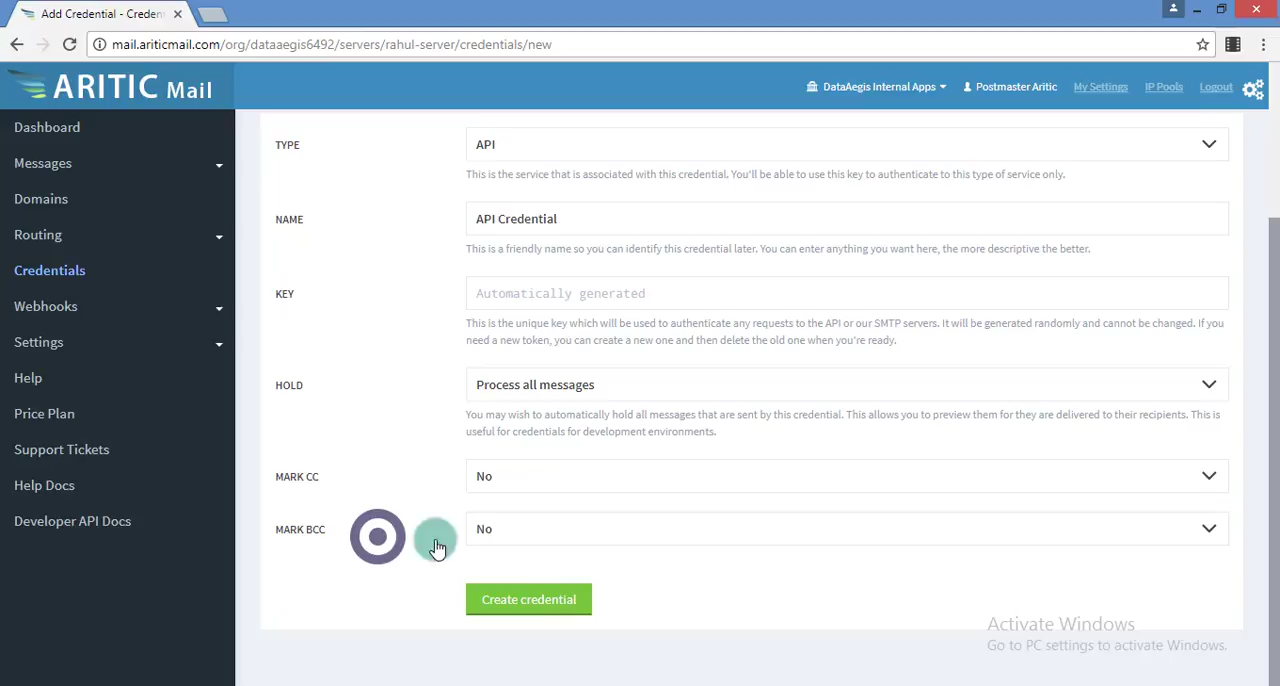 Add Credential - Creden
mail.ariticmail.com/org/dataaegis6492/servers/rahul-server/credentials/new
ARITIC Mail
DataAegis Internal Apps
Postmaster Aritic
My Settings
IP Pools
Logout
Dashboard
Messages
Domains
Routing
Credentials
Webhooks
Settings
Help
Price Plan
Support Tickets
Help Docs
Developer API Docs
TYPE
API
This is the service that is associated with this credential. You'll be able to use this key to authenticate to this type of service only.
NAME
API Credential
This is a friendly name so you can identify this credential later. You can enter anything you want here, the more descriptive the better.
KEY
Automatically generated
This is the unique key which will be used to authenticate any requests to the API or our SMTP servers. It will be generated randomly and cannot be changed. If you
need a new token, you can create a new one and then delete the old one when you're ready.
HOLD
Process all messages
You may wish to automatically hold all messages that are sent by this credential. This allows you to preview them for they are delivered to their recipients. This is
useful for credentials for development environments.
MARK CC
No
MARK BCC
No
Create credential
Activate Windows
Go to PC settings to activate Windows.